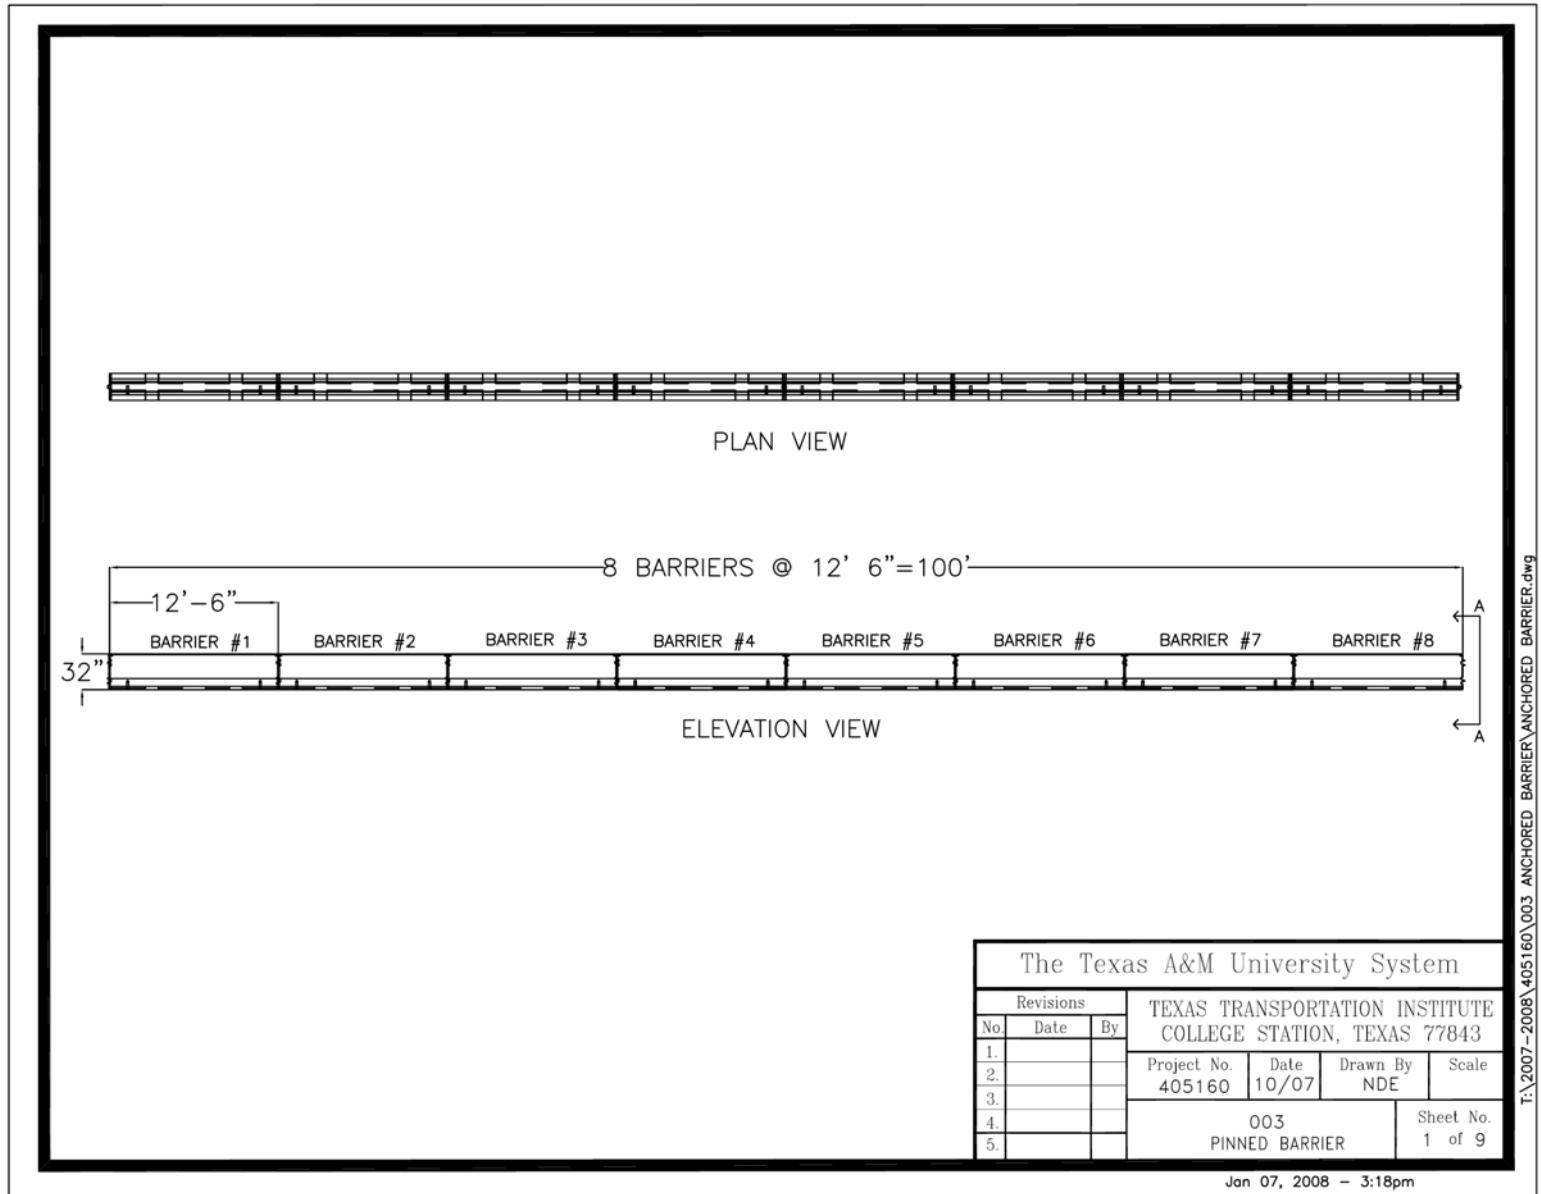 PLAN VIEW
8 BARRIERS @ 12' 6"=100'
12'-6"
BARRIER #1 BARRIER #2 BARRIER #3 BARRIER #4 BARRIER #5 BARRIER #6 BARRIER #7 BARRIER #8
A
32"
ELEVATION VIEW
A
The Texas A&M University System
Revisions
No. Date By
1.
2.
3.
4.
5.
TEXAS TRANSPORTATION INSTITUTE
COLLEGE STATION, TEXAS 77843
Project No. Date Drawn By Scale
405160 10/07 NDE
003
PINNED BARRIER
Sheet No.
1 of 9
Jan 07, 2008 - 3:18pm
T:\2007-2008\405160\003 ANCHORED BARRIER\ANCHORED BARRIER.dwg